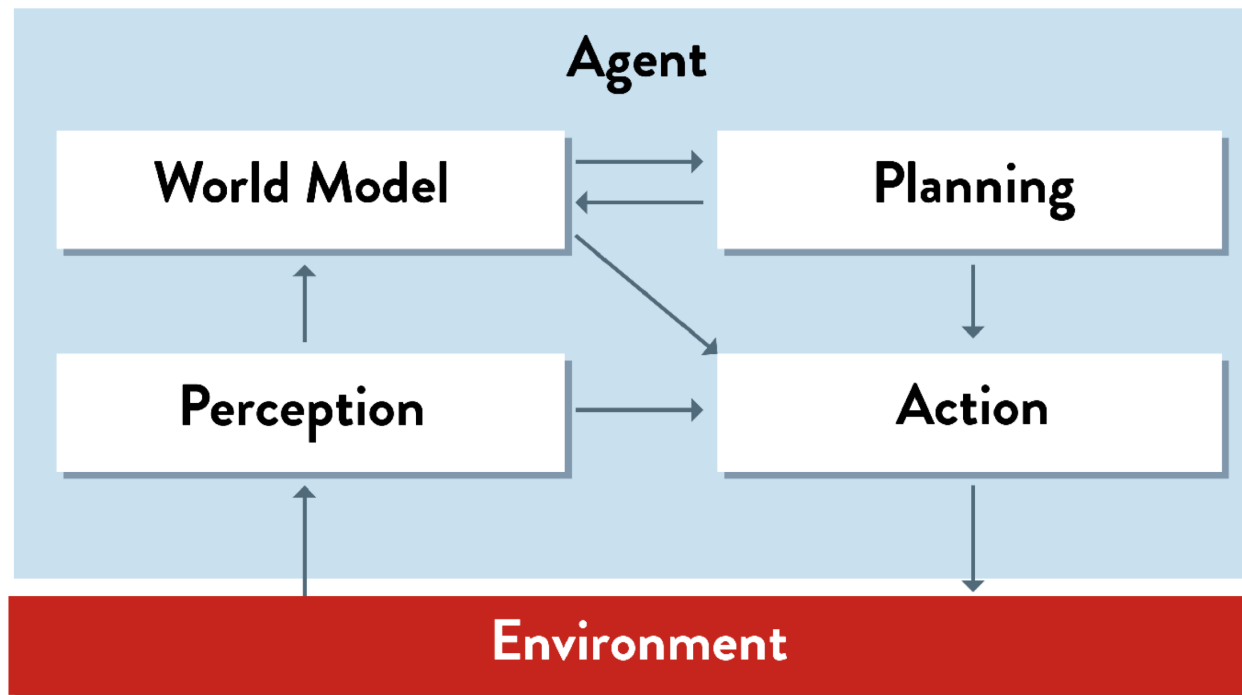 Agent
World Model
Planning
Perception
Action
Environment